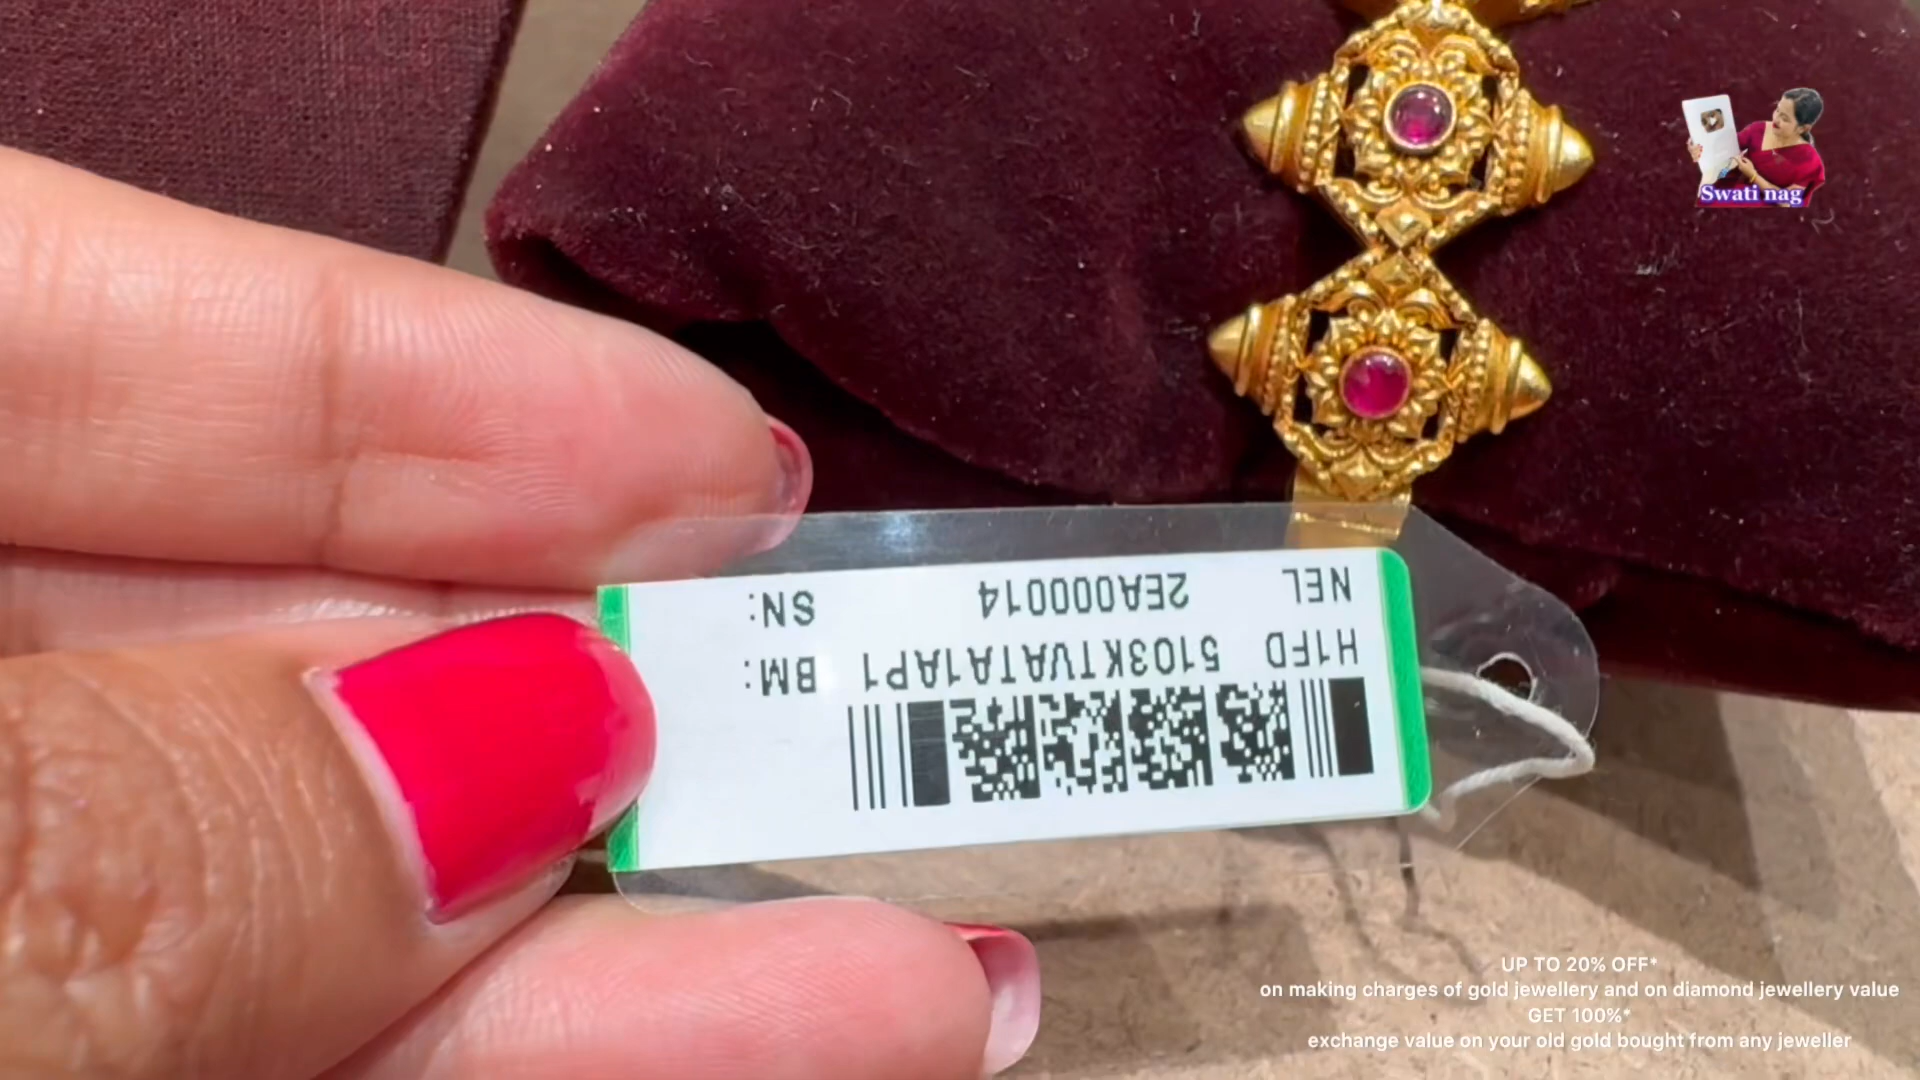 Swati nag
H1FD 5103KTVATA1AP1 BM:
NEL 2EA000014 SN:
UP TO 20% OFF*
on making charges of gold jewellery and on diamond jewellery value
GET 100%*
exchange value on your old gold bought from any jeweller